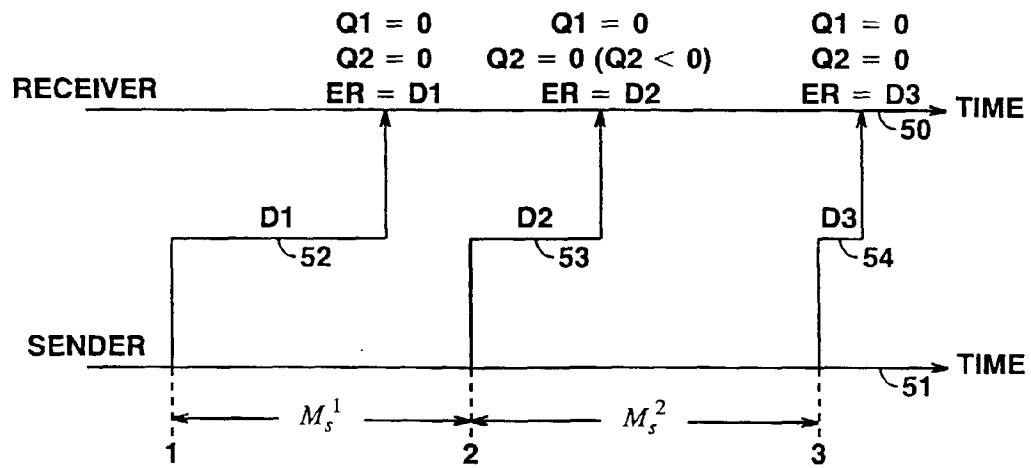 Q1 = 0 Q1 = 0 Q1 = 0
Q2 = 0 Q2 = 0 (Q2 < 0) Q2 = 0
RECEIVER ER = D1 ER = D2 ER = D3
TIME
50
D1 D2 D3
52 53 54
SENDER TIME
51
M_s^1 M_s^2
1 2 3